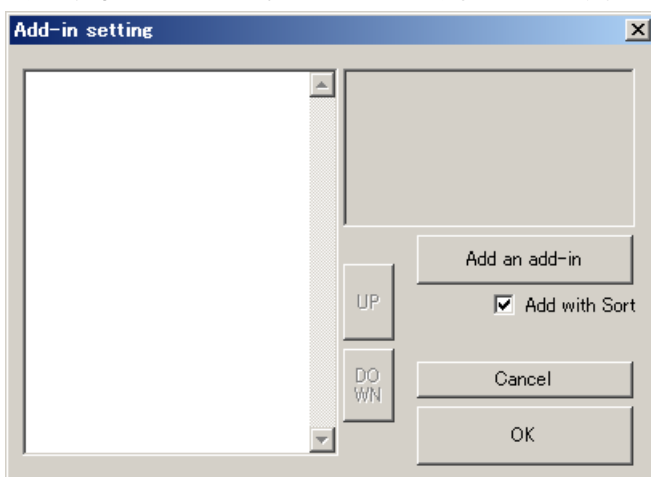 Add-in setting
Add an add-in
UP
Add with Sort
DO
WN
Cancel
OK